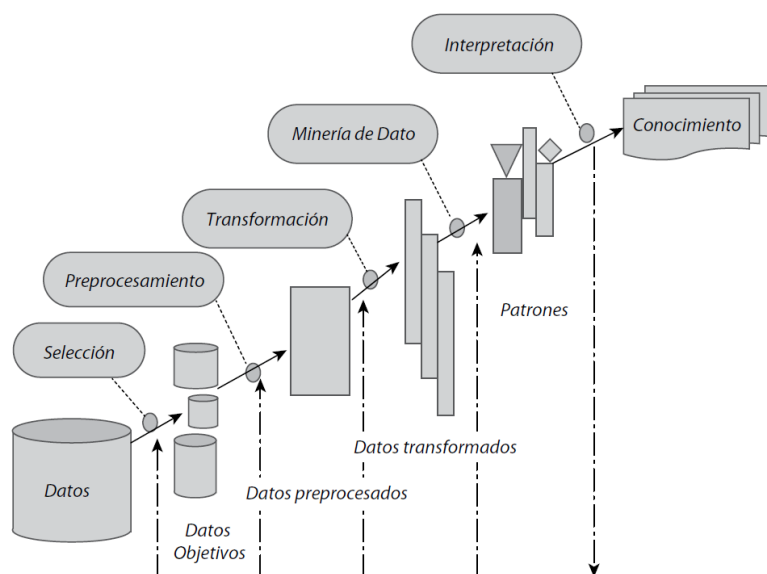 Interpretación
Conocimiento
Minería de Dato
Transformación
Preprocesamiento
Patrones
Selección
Datos transformados
Datos
Datos preprocesados
Datos
Objetivos